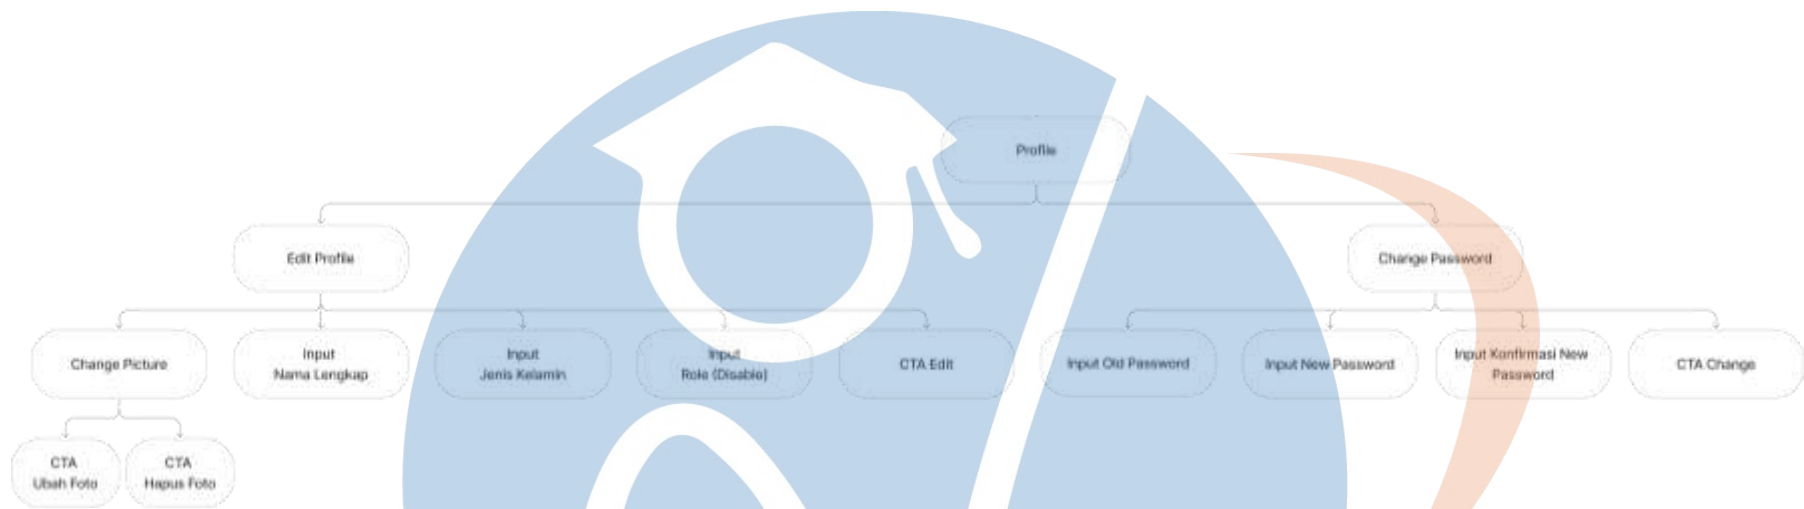 Profile
Edit Profile
Change Password
Change Picture
Input
Nama Lengkap
Input
Jenis Kelamin
Input
Role (Disable)
CTA Edit
Input Old Password
Input New Password
Input Konfirmasi New
Password
CTA Change
CTA
Ubah Foto
CTA
Hapus Foto